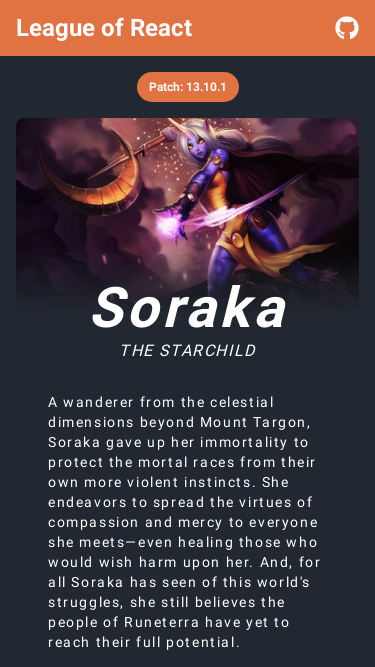 League of React
Patch: 13.10.1
Soraka
THE STARCHILD
A wanderer from the celestial
dimensions beyond Mount Targon,
Soraka gave up her immortality to
protect the mortal races from their
own more violent instincts. She
endeavors to spread the virtues of
compassion and mercy to everyone
she meets—even healing those who
would wish harm upon her. And, for
all Soraka has seen of this world's
struggles, she still believes the
people of Runeterra have yet to
reach their full potential.